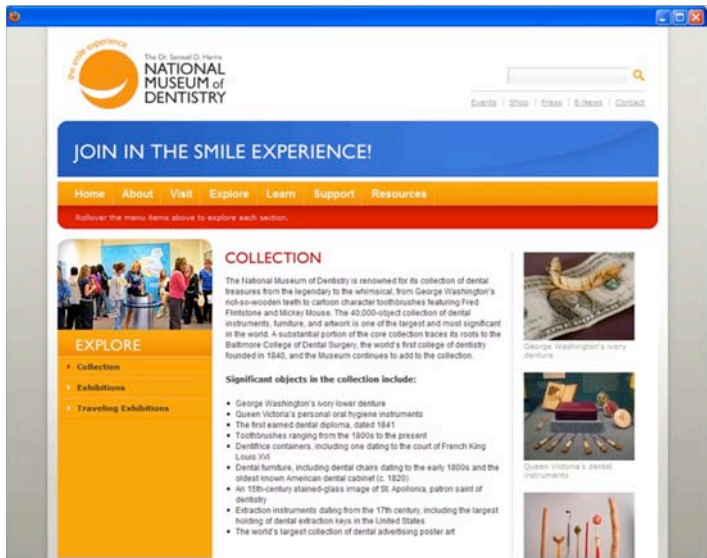 the smile experience
The Dr. Samuel D. Harris
NATIONAL
MUSEUM of
DENTISTRY
Events | Shop | Press | E-News | Contact
JOIN IN THE SMILE EXPERIENCE!
Home About Visit Explore Learn Support Resources
Rollover the menu items above to explore each section.
EXPLORE
Collection
Exhibitions
Traveling Exhibitions
COLLECTION
The National Museum of Dentistry is renowned for its collection of dental
treasures from the legendary to the whimsical, from George Washington's
not-so-wooden teeth to cartoon character toothbrushes featuring Fred
Flintstone and Mickey Mouse. The 40,000-object collection of dental
instruments, furniture, and artwork is one of the largest and most significant
in the world. A substantial portion of the core collection traces its roots to the
Baltimore College of Dental Surgery, the world's first college of dentistry
founded in 1840, and the Museum continues to add to the collection.
Significant objects in the collection include:
• George Washington's ivory lower denture
• Queen Victoria's personal oral hygiene instruments
• The first earned dental diploma, dated 1841
• Toothbrushes ranging from the 1800s to the present
• Dentifrice containers, including one dating to the court of French King
Louis XVI
• Dental furniture, including dental chairs dating to the early 1800s and the
oldest known American dental cabinet (c. 1820)
• An 15th-century stained-glass image of St. Apollonia, patron saint of
dentistry
• Extraction instruments dating from the 17th century, including the largest
holding of dental extraction keys in the United States
• The world's largest collection of dental advertising poster art
George Washington's ivory
denture
Queen Victoria's dental
instruments